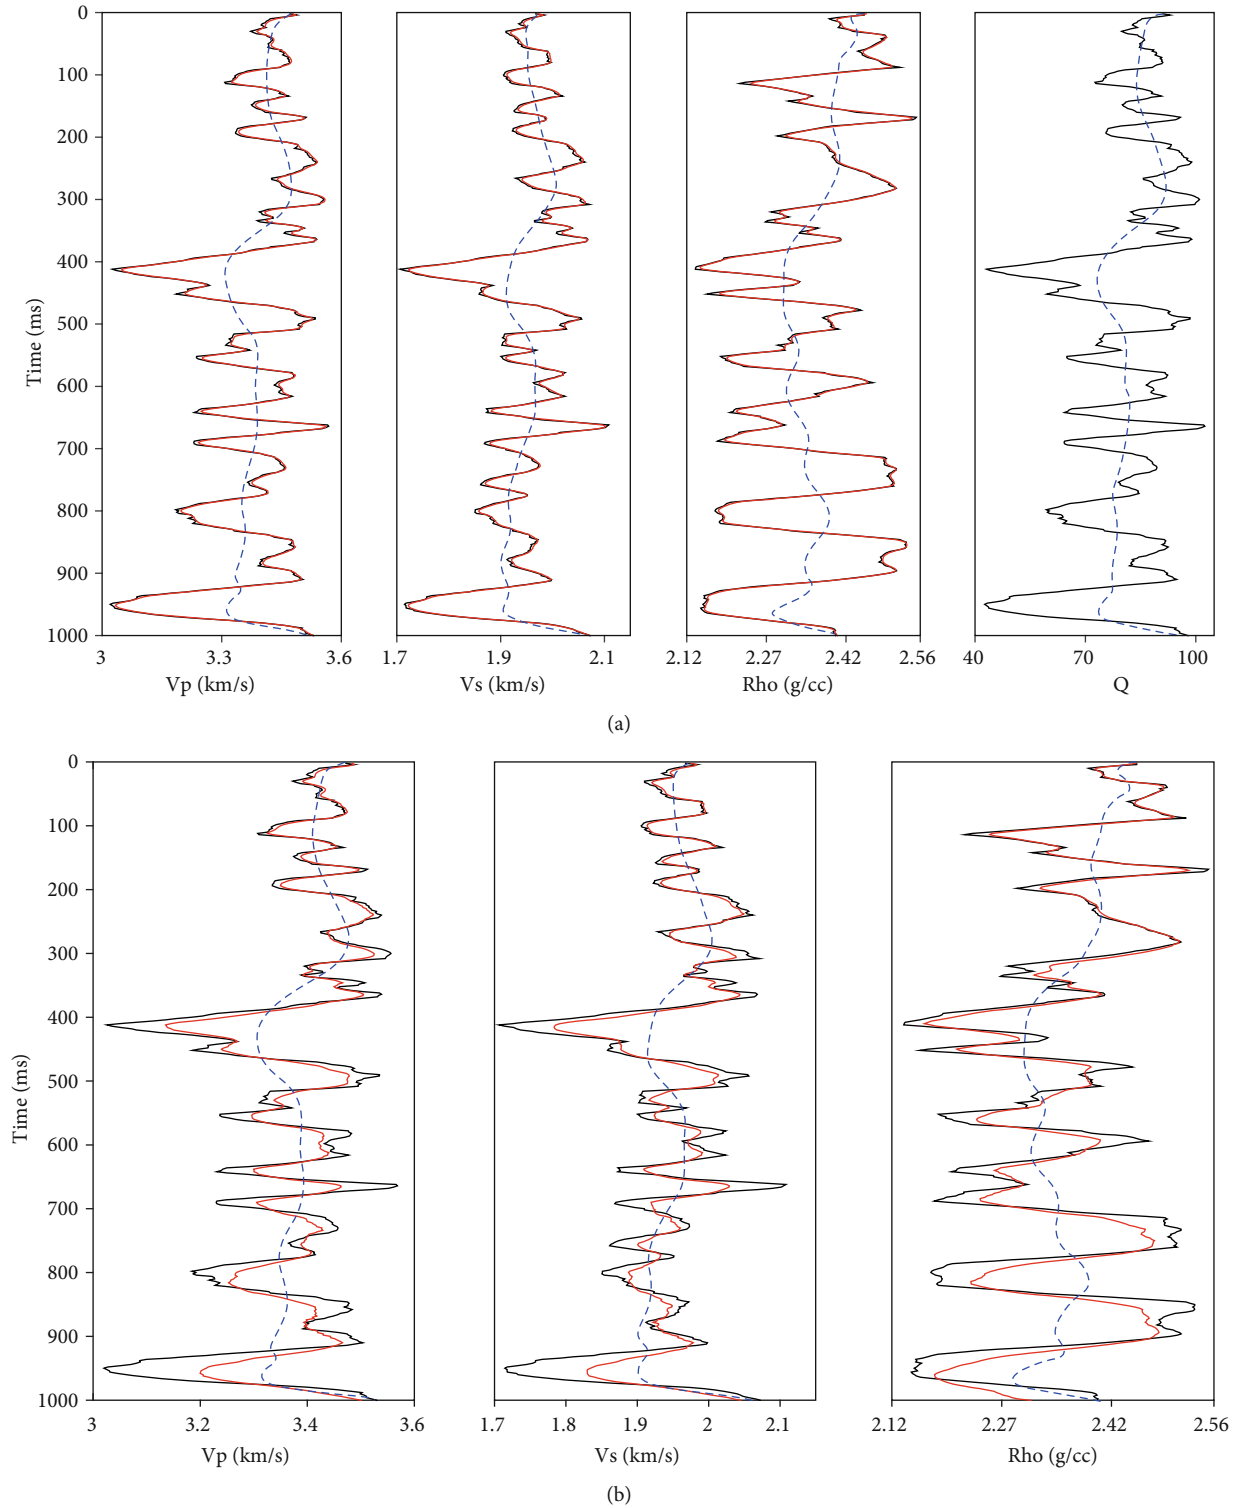 0
100
200
300
400
500
600
700
800
900
1000
Time (ms)
3 3.3 3.6
Vp (km/s)
1.7 1.9 2.1
Vs (km/s)
2.12 2.27 2.42 2.56
Rho (g/cc)
40 70 100
Q
(a)
0
100
200
300
400
500
600
700
800
900
1000
Time (ms)
3 3.2 3.4 3.6
Vp (km/s)
1.7 1.8 1.9 2 2.1
Vs (km/s)
2.12 2.27 2.42 2.56
Rho (g/cc)
(b)